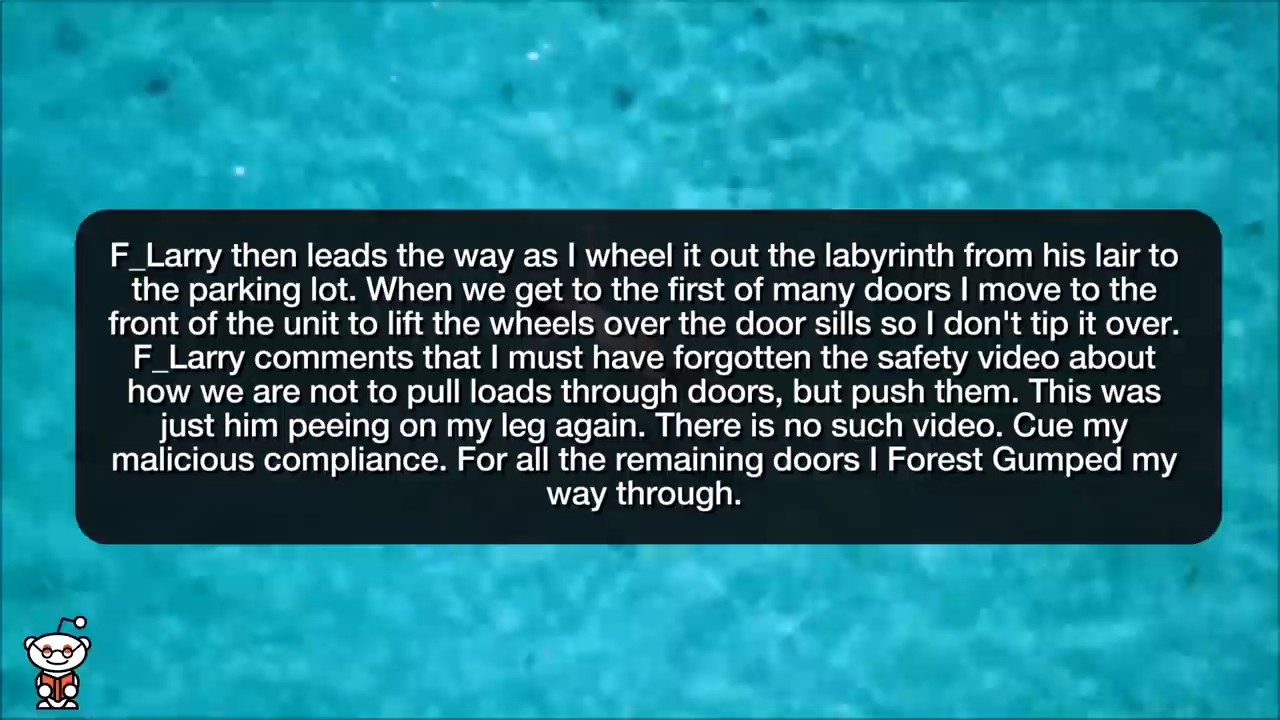 F_Larry then leads the way as I wheel it out the labyrinth from his lair to
the parking lot. When we get to the first of many doors I move to the
front of the unit to lift the wheels over the door sills so I don't tip it over.
F_Larry comments that I must have forgotten the safety video about
how we are not to pull loads through doors, but push them. This was
just him peeing on my leg again. There is no such video. Cue my
malicious compliance. For all the remaining doors I Forest Gumped my
way through.